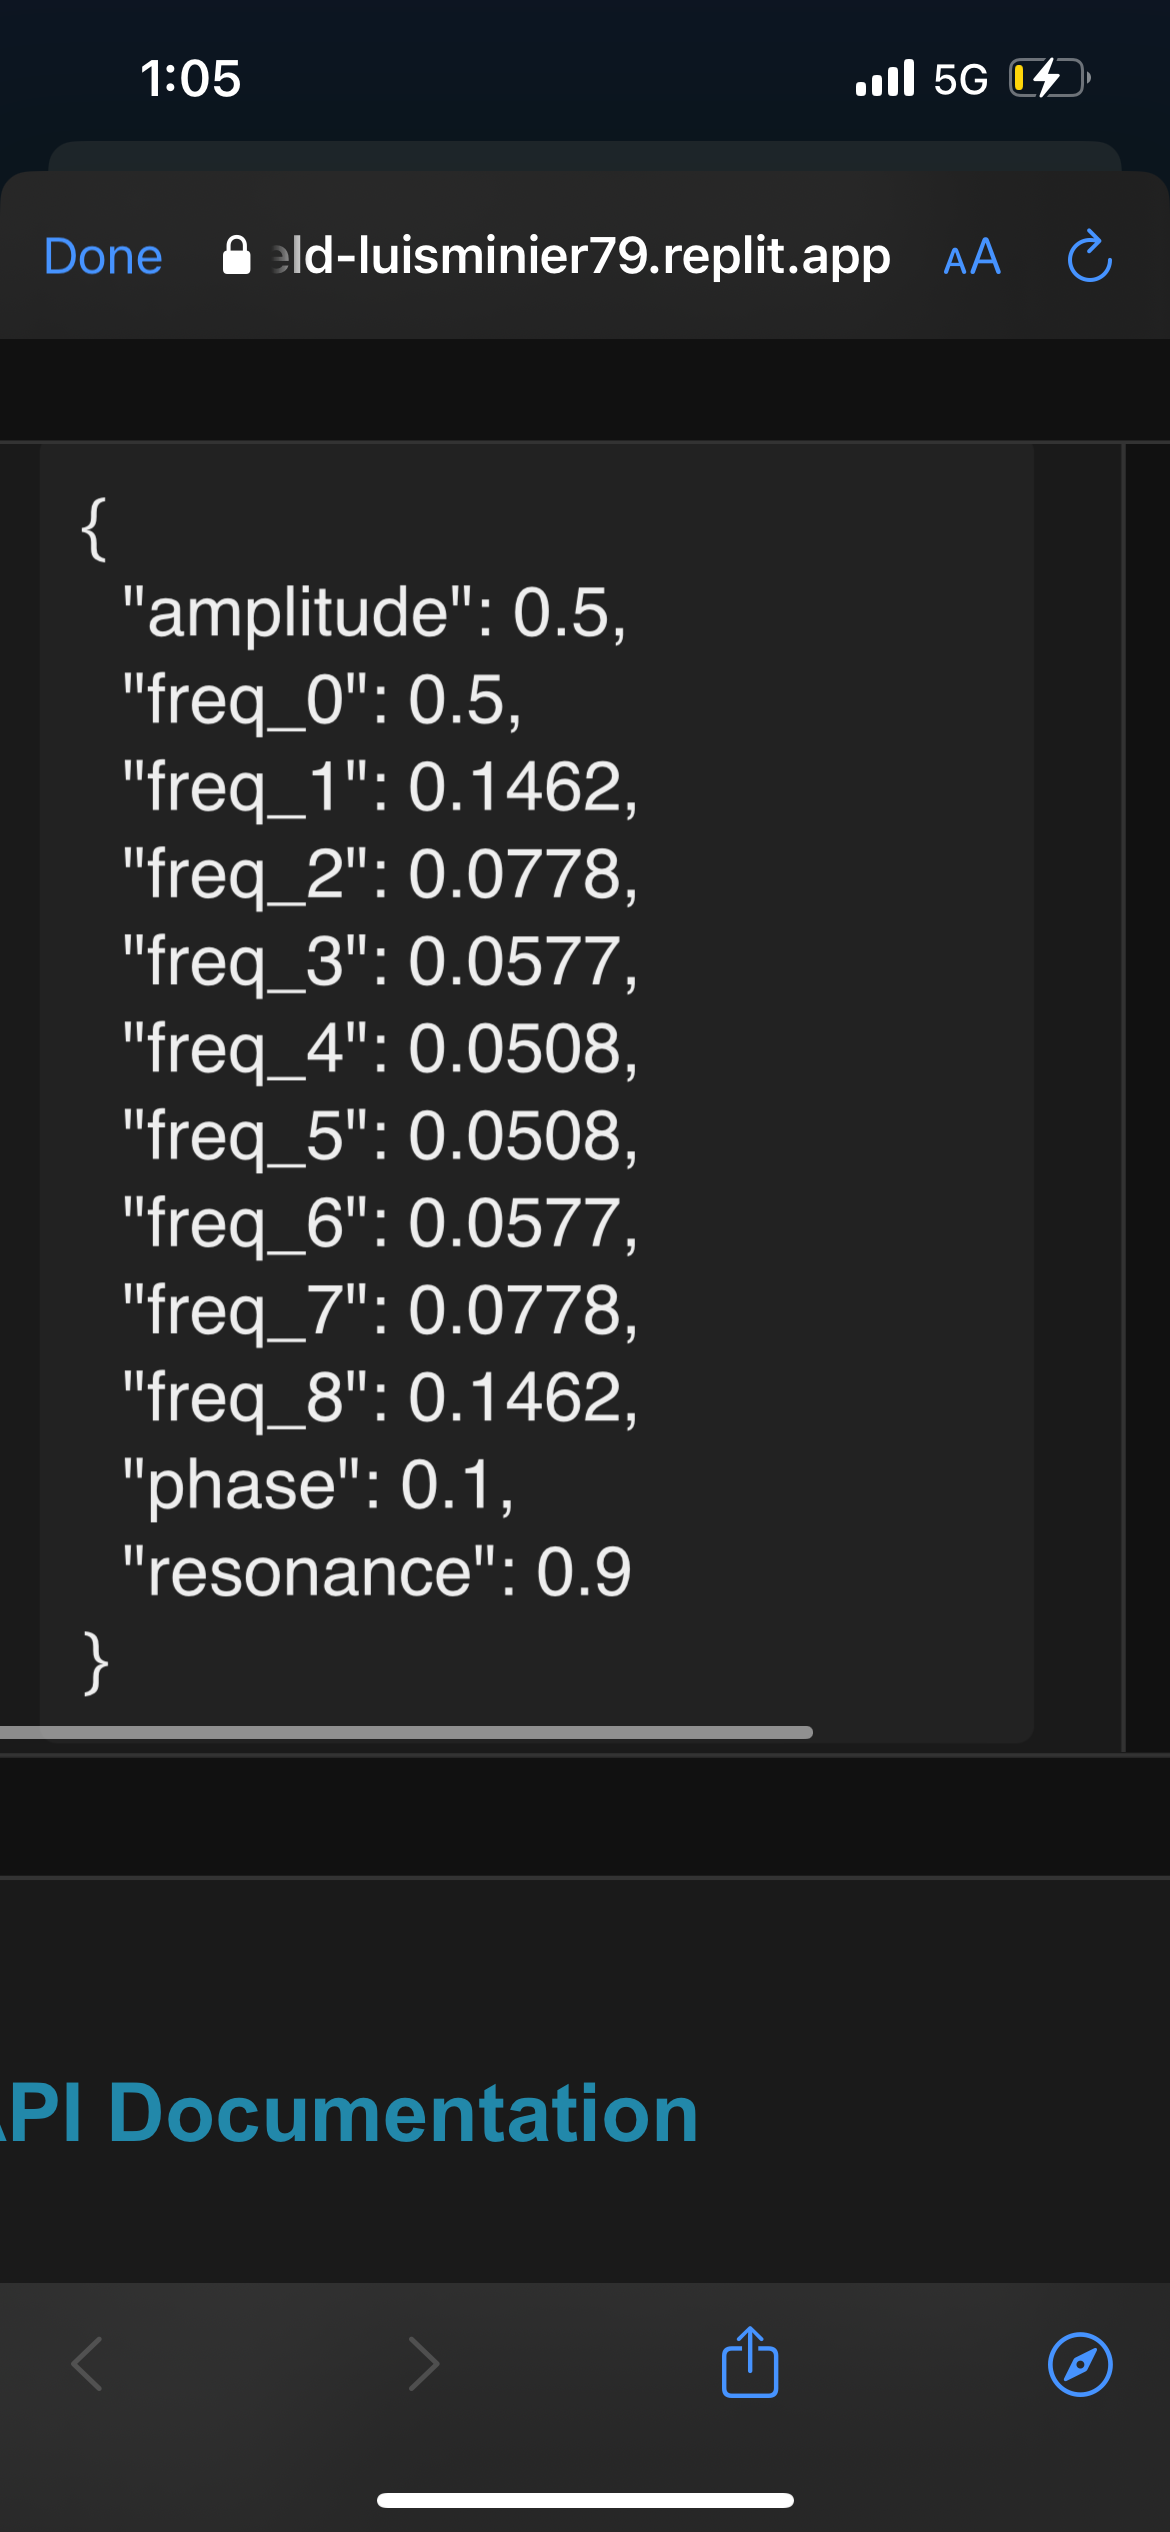 1:05
5G
Done
eld-luisminier79.replit.app
AA
{
"amplitude": 0.5,
"freq_0": 0.5,
"freq_1": 0.1462,
"freq_2": 0.0778,
"freq_3": 0.0577,
"freq_4": 0.0508,
"freq_5": 0.0508,
"freq_6": 0.0577,
"freq_7": 0.0778,
"freq_8": 0.1462,
"phase": 0.1,
"resonance": 0.9
}
API Documentation